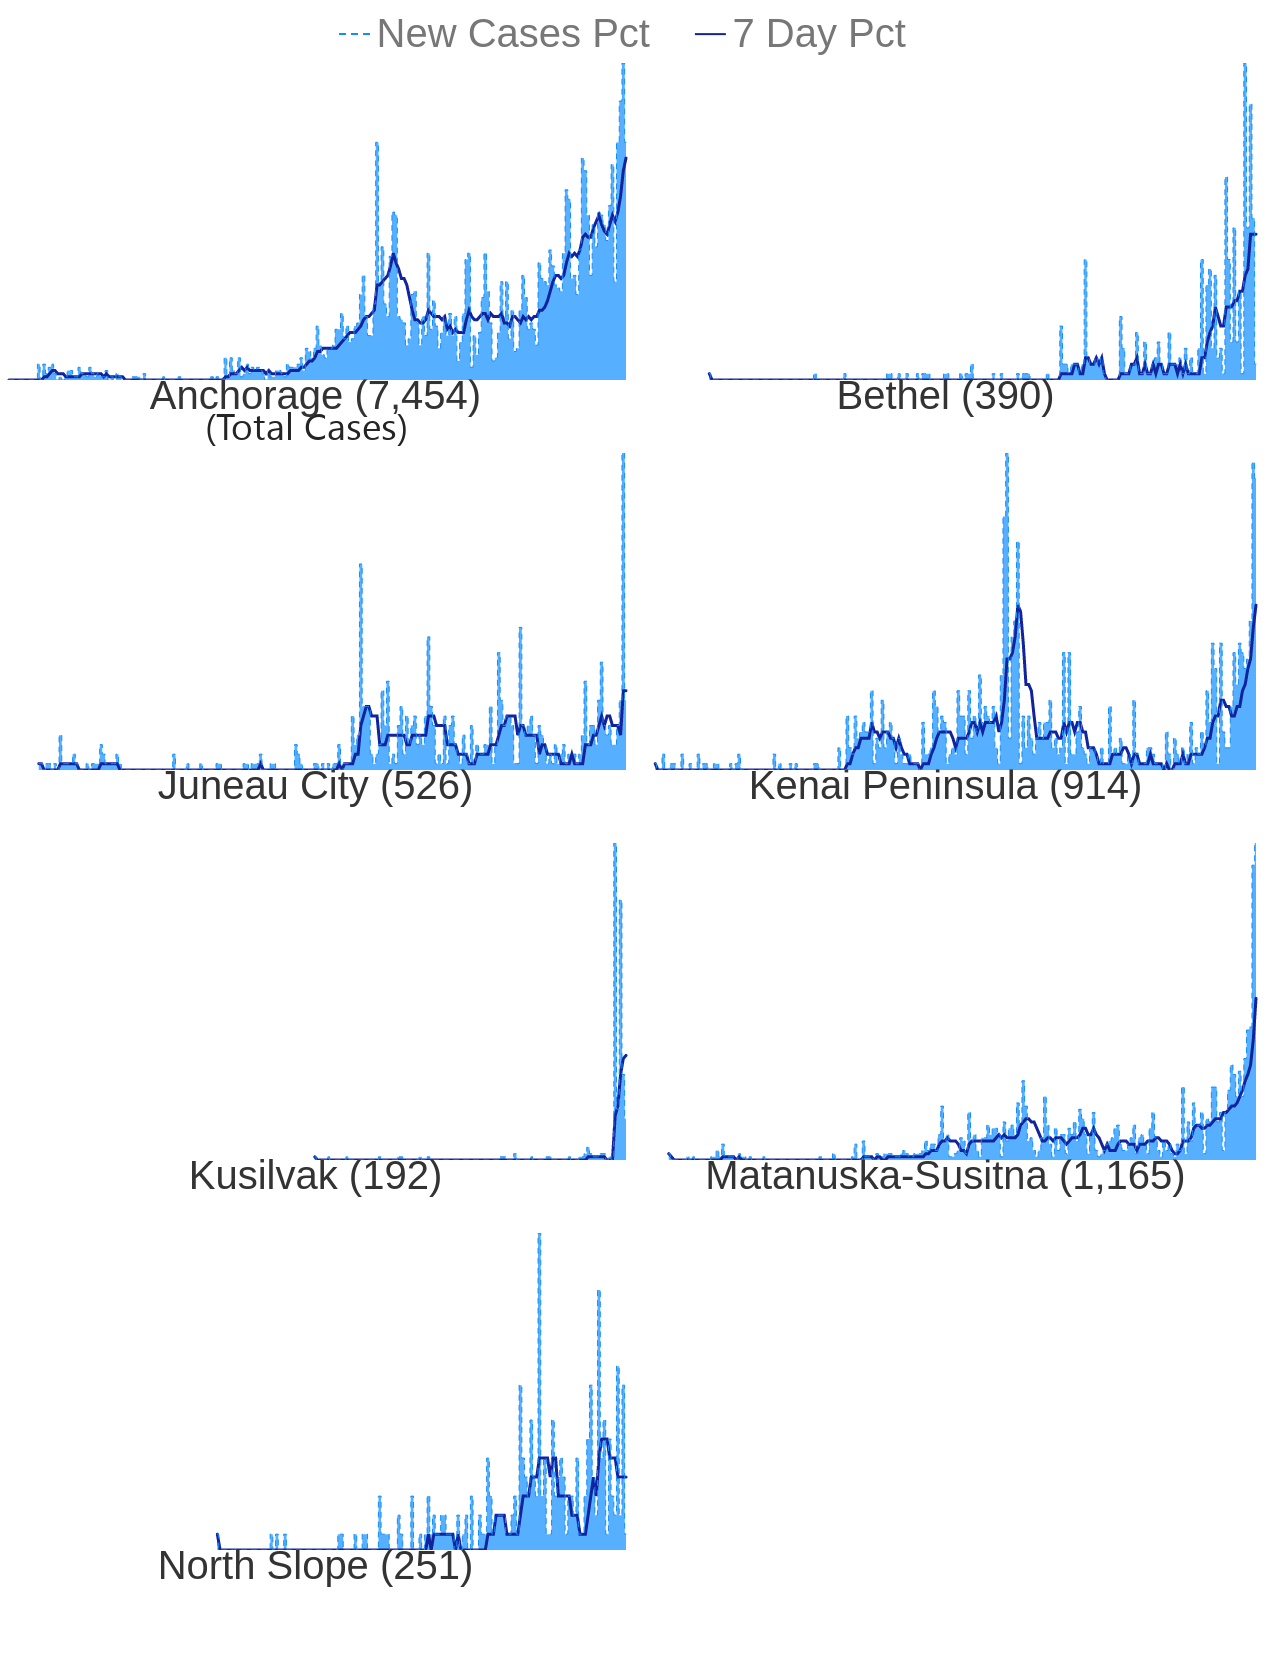 New Cases Pct 7 Day Pct
Anchorage (7,454)
(Total Cases)
Bethel (390)
Juneau City (526)
Kenai Peninsula (914)
Kusilvak (192)
Matanuska-Susitna (1,165)
North Slope (251)